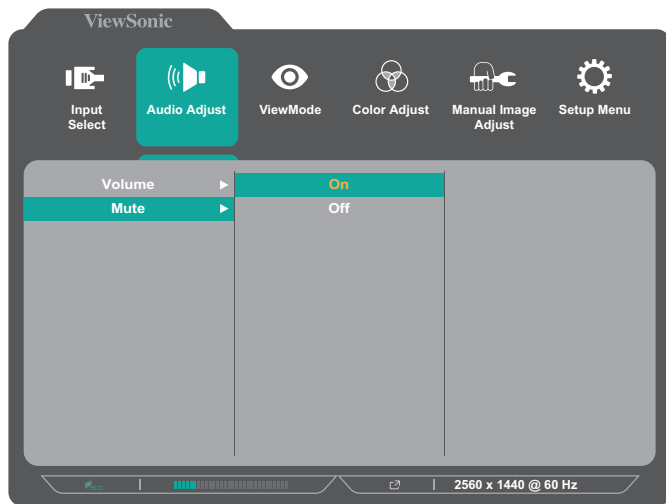 ViewSonic
Input Select
Audio Adjust
ViewMode
Color Adjust
Manual Image Adjust
Setup Menu
Volume
On
Mute
Off
2560 x 1440 @ 60 Hz